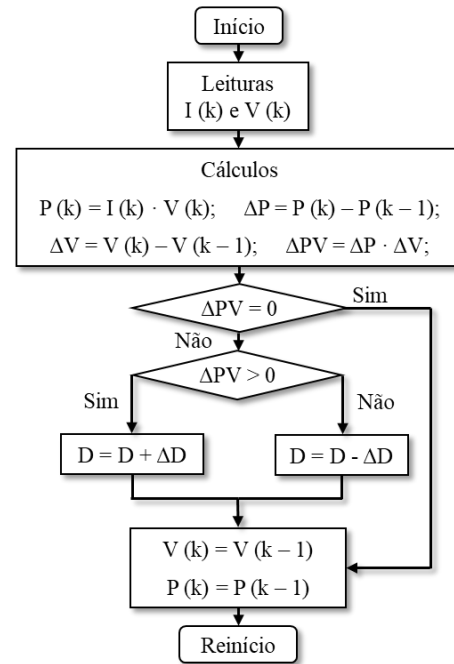 Início
Leituras
I (k) e V (k)
Cálculos
P (k) = I (k) · V (k); ΔP = P (k) – P (k – 1);
ΔV = V (k) – V (k – 1); ΔPV = ΔP · ΔV;
ΔPV = 0
Sim
Não
ΔPV > 0
Sim
Não
D = D + ΔD
D = D - ΔD
V (k) = V (k – 1)
P (k) = P (k – 1)
Reinício